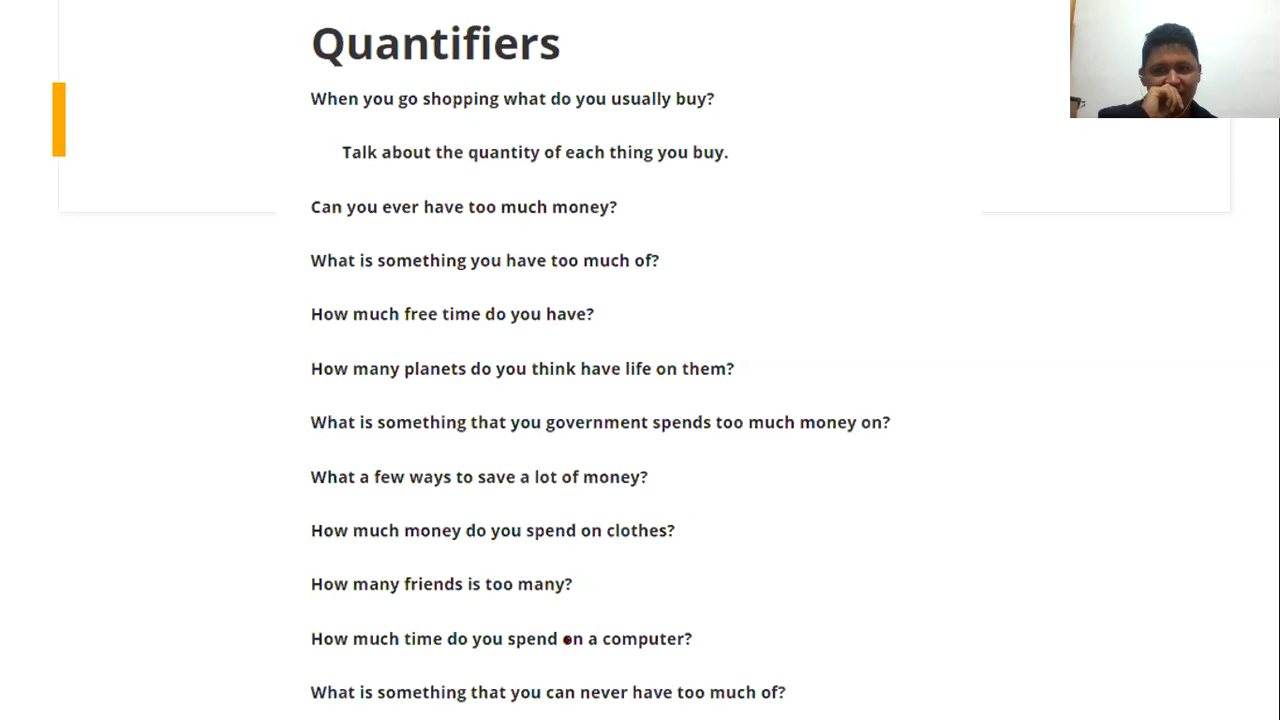 Quantifiers
When you go shopping what do you usually buy?
Talk about the quantity of each thing you buy.
Can you ever have too much money?
What is something you have too much of?
How much free time do you have?
How many planets do you think have life on them?
What is something that you government spends too much money on?
What a few ways to save a lot of money?
How much money do you spend on clothes?
How many friends is too many?
How much time do you spend on a computer?
What is something that you can never have too much of?